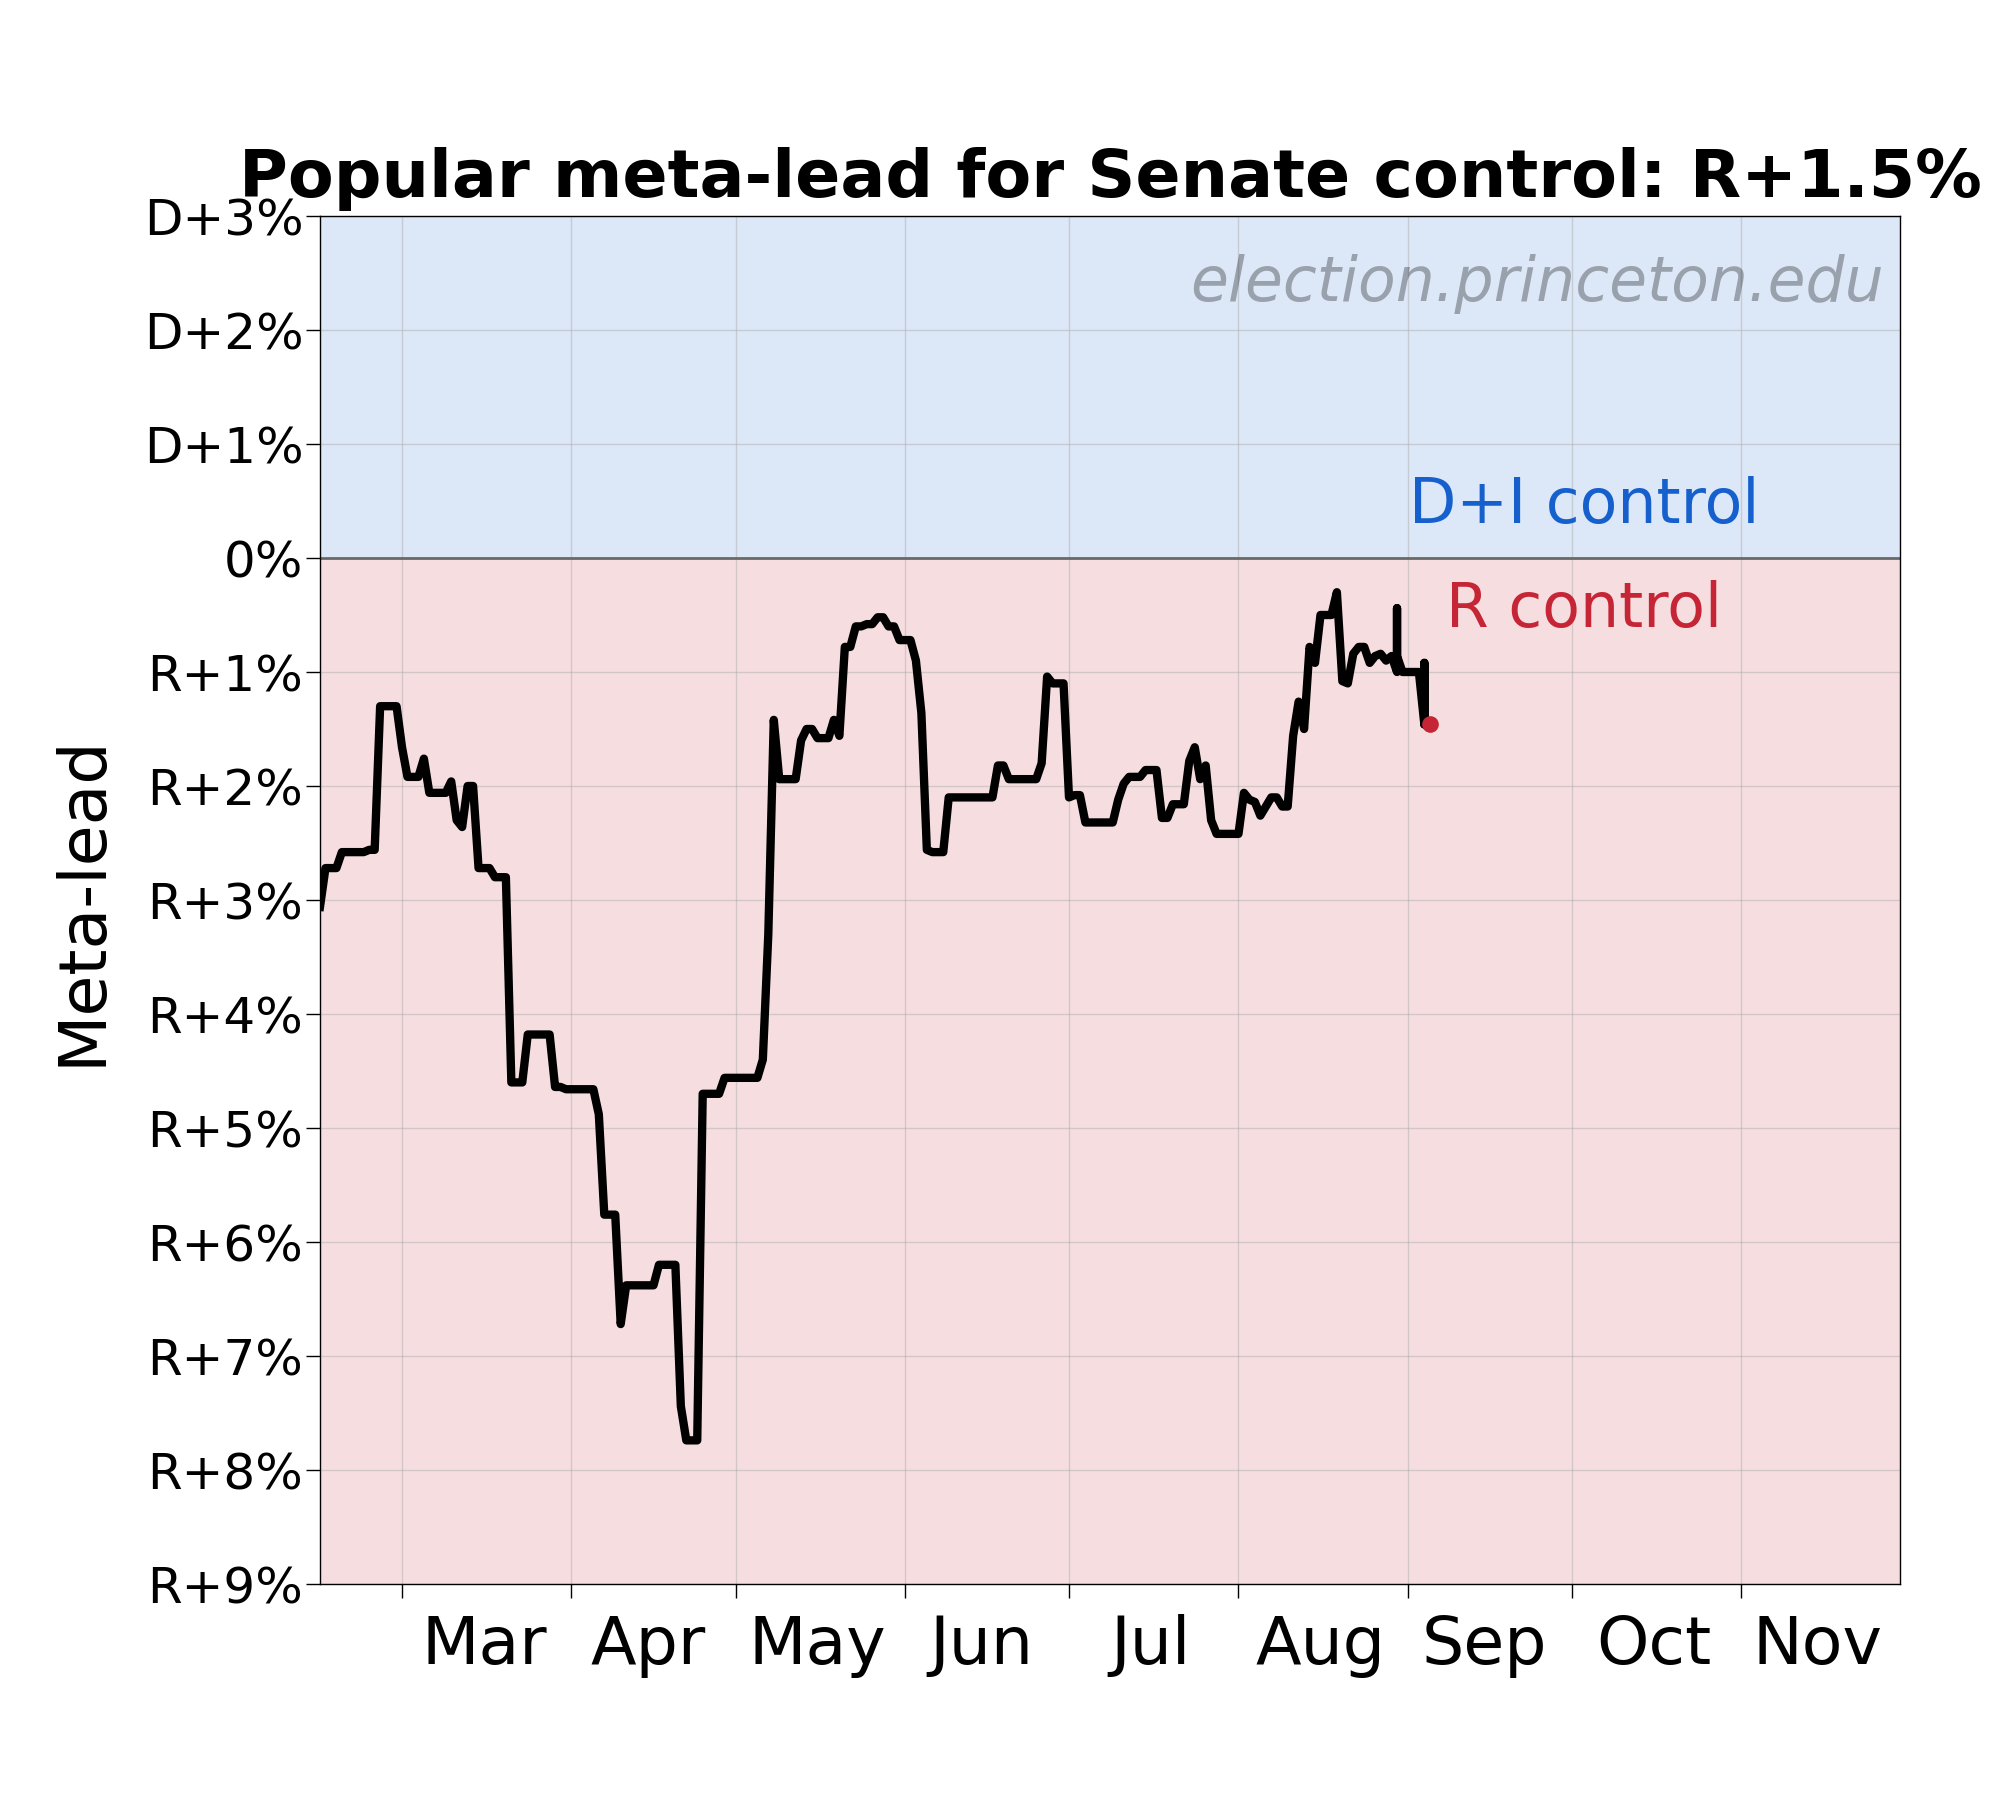 Popular meta-lead for Senate control: R+1.5%
D+3%
election.princeton.edu
D+2%
D+1%
D+I control
0%
R control
R+1%
R+2%
R+3%
R+4%
R+5%
R+6%
R+7%
R+8%
R+9%
Meta-lead
Mar Apr May Jun Jul Aug Sep Oct Nov